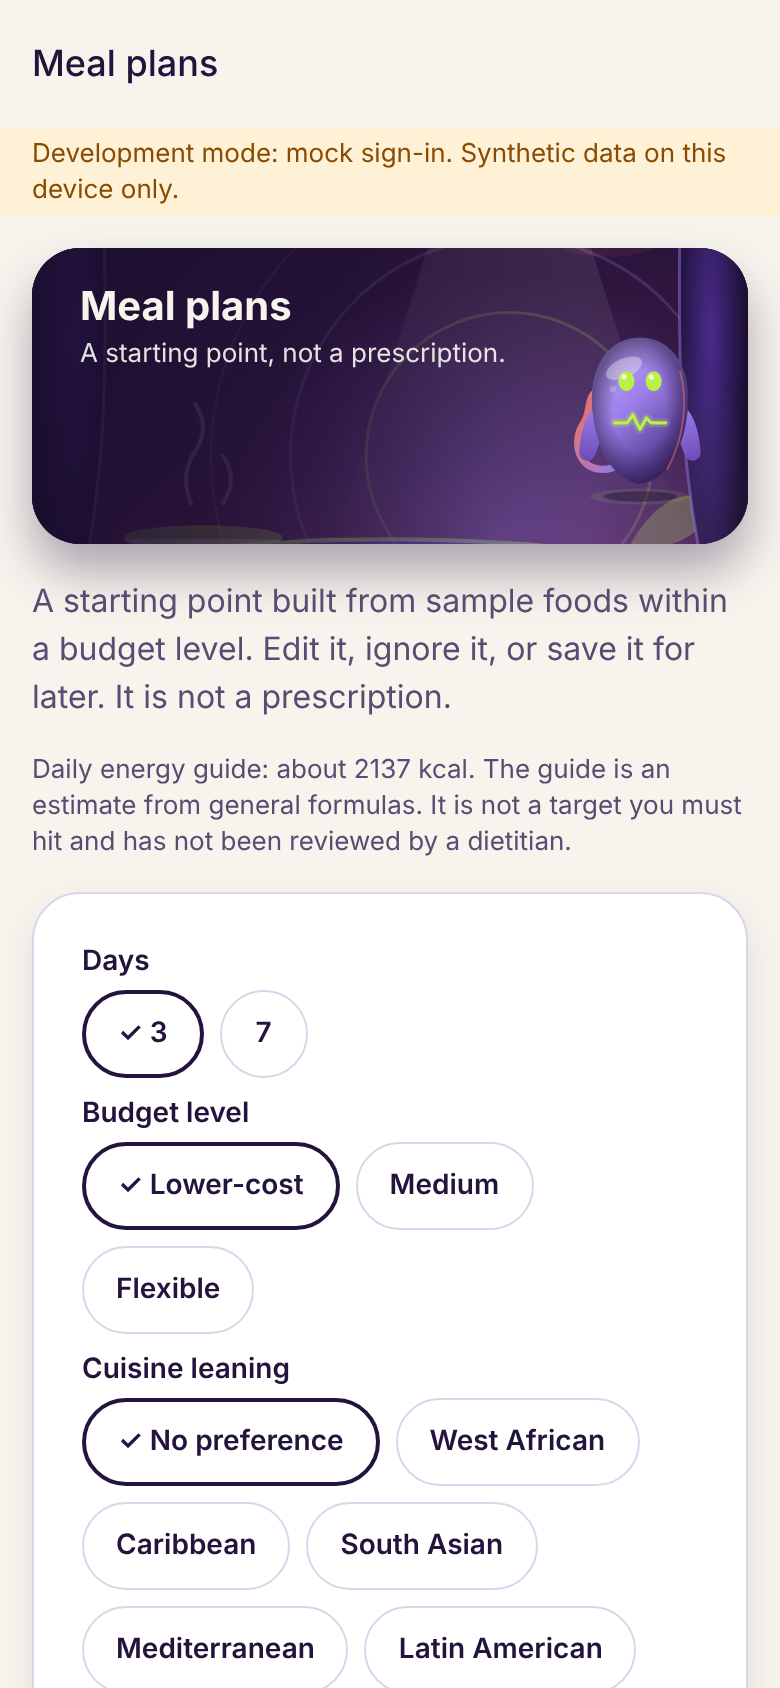 Meal plans
Development mode: mock sign-in. Synthetic data on this
device only.
Meal plans
A starting point, not a prescription.
A starting point built from sample foods within
a budget level. Edit it, ignore it, or save it for
later. It is not a prescription.
Daily energy guide: about 2137 kcal. The guide is an
estimate from general formulas. It is not a target you must
hit and has not been reviewed by a dietitian.
Days
✓ 3
7
Budget level
✓ Lower-cost
Medium
Flexible
Cuisine leaning
✓ No preference
West African
Caribbean
South Asian
Mediterranean
Latin American